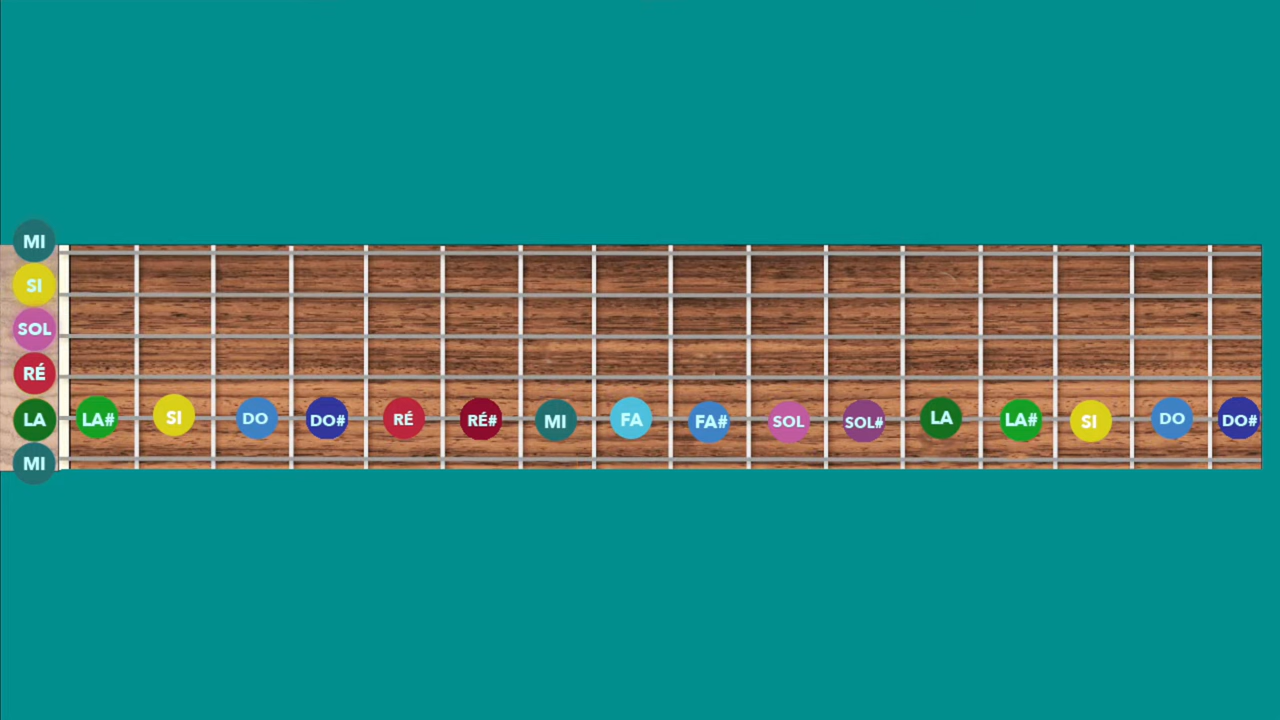 MI
SI
SOL
RÉ
LA LA# SI DO DO# RÉ RÉ# MI FA FA# SOL SOL# LA LA# SI DO DO#
MI